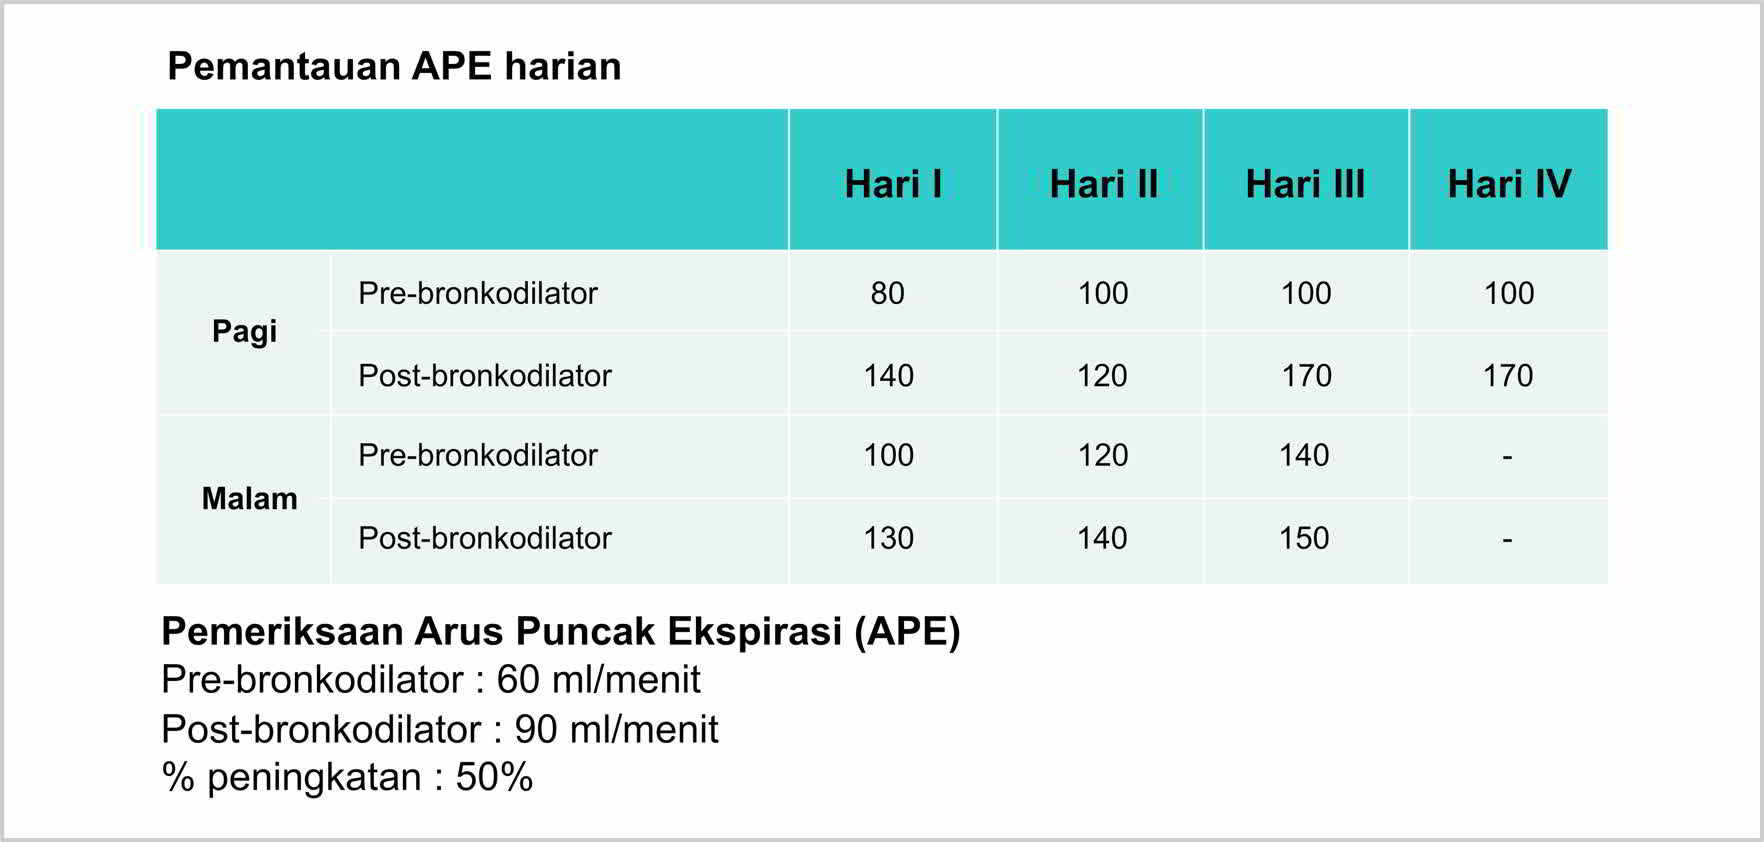 Pemantauan APE harian
Hari I Hari II Hari III Hari IV
Pagi
Pre-bronkodilator 80 100 100 100
Post-bronkodilator 140 120 170 170
Malam
Pre-bronkodilator 100 120 140 -
Post-bronkodilator 130 140 150 -
Pemeriksaan Arus Puncak Ekspirasi (APE)
Pre-bronkodilator : 60 ml/menit
Post-bronkodilator : 90 ml/menit
% peningkatan : 50%